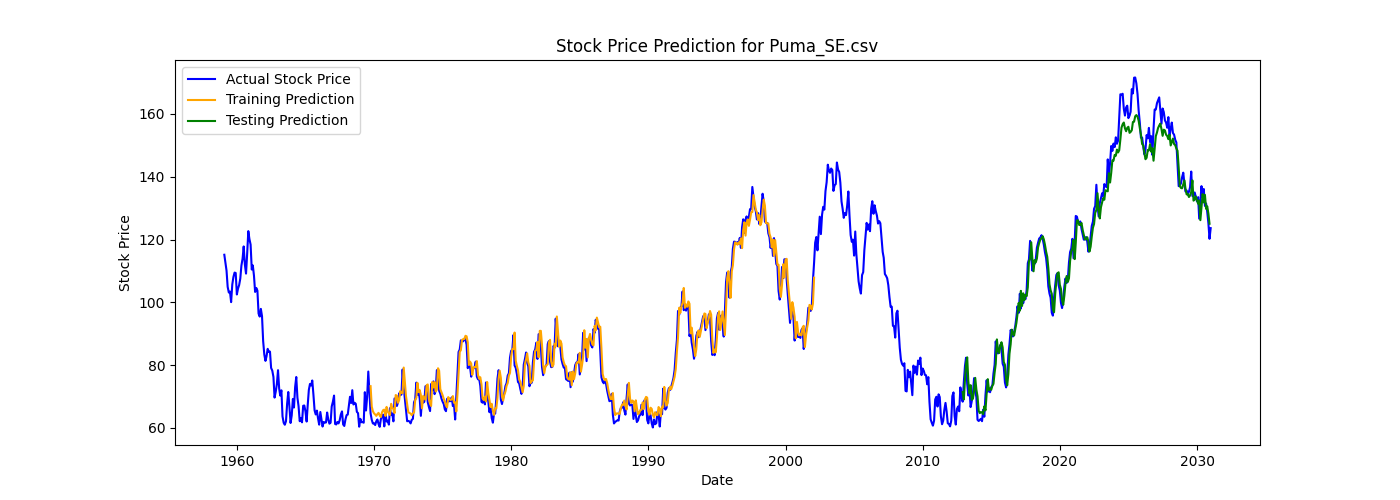 Stock Price Prediction for Puma_SE.csv
Actual Stock Price
Training Prediction
Testing Prediction
Stock Price
160
140
120
100
80
60
1960 1970 1980 1990 2000 2010 2020 2030
Date